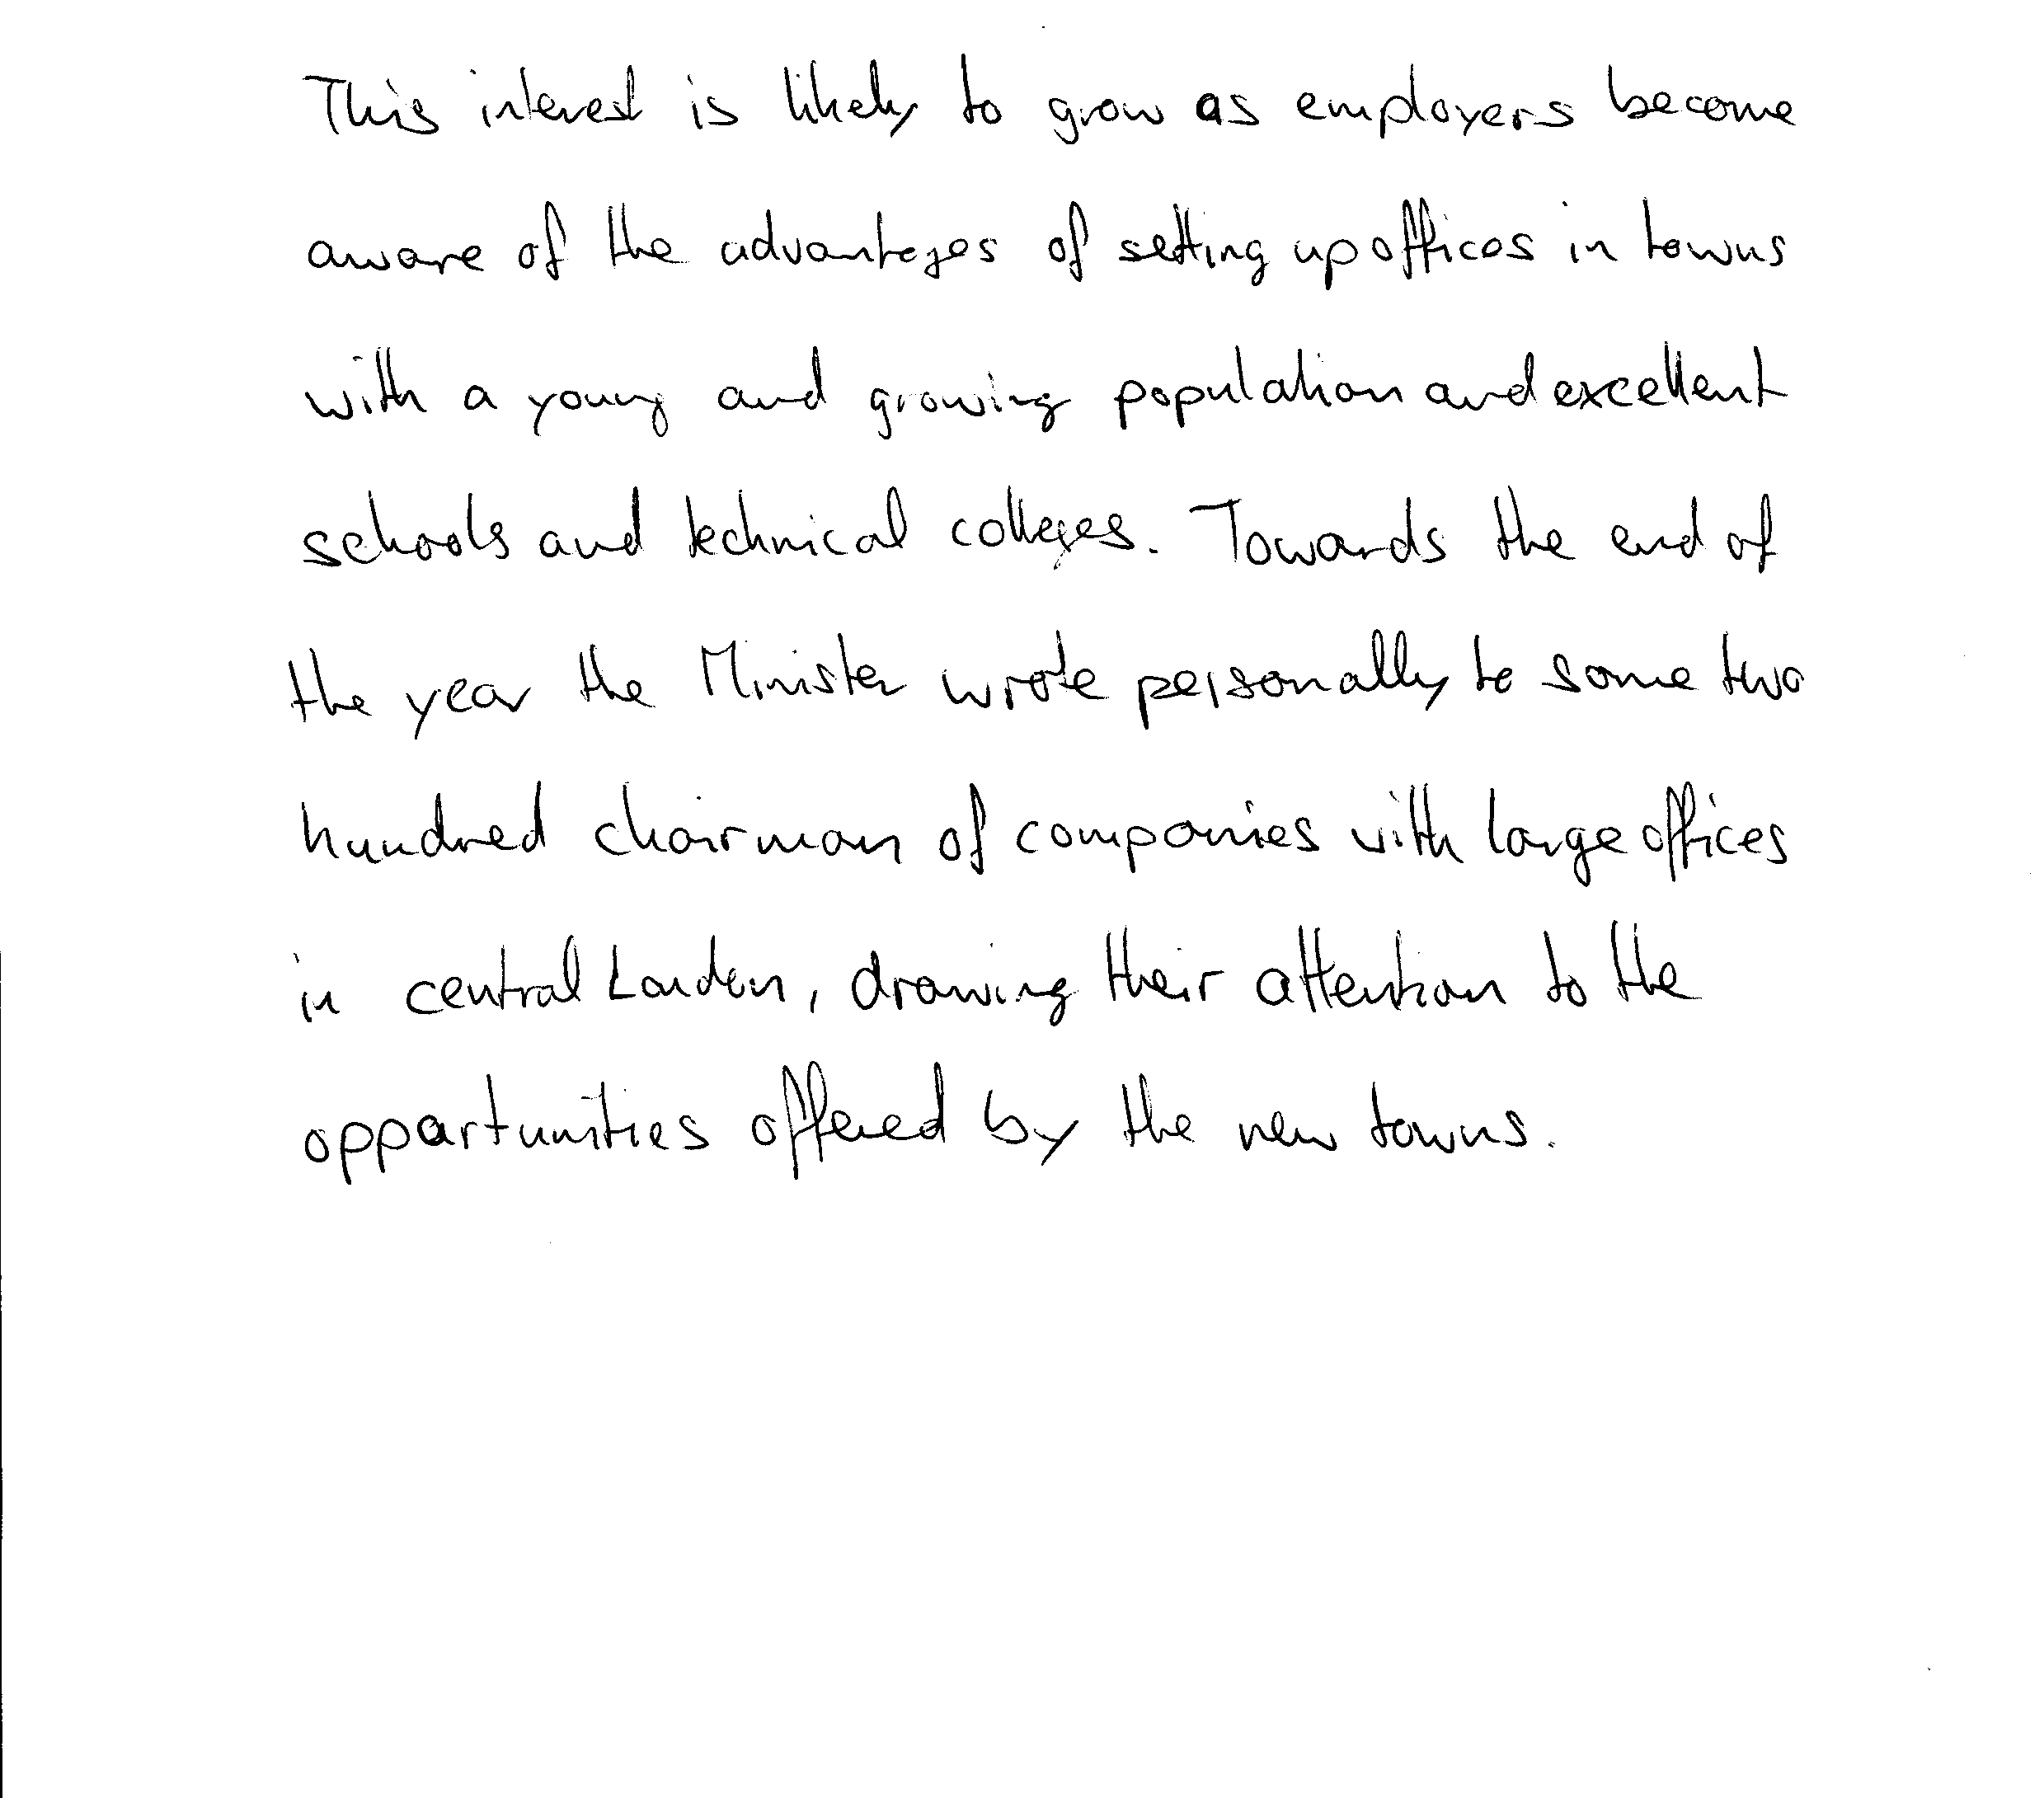 This interest is likely to grow as employers become
aware of the advantages of setting up offices in towns
with a young and growing population and excellent
schools and technical colleges. Towards the end of
the year the Minister wrote personally to some two
hundred chairman of companies with large offices
in central London, drawing their attention to the
opportunities offered by the new towns.